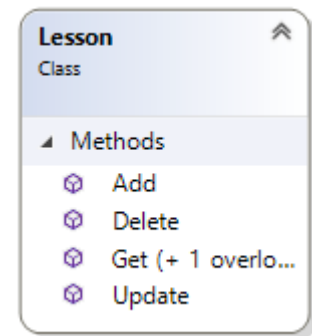 Lesson
Class
Methods
Add
Delete
Get (+ 1 overlo...
Update